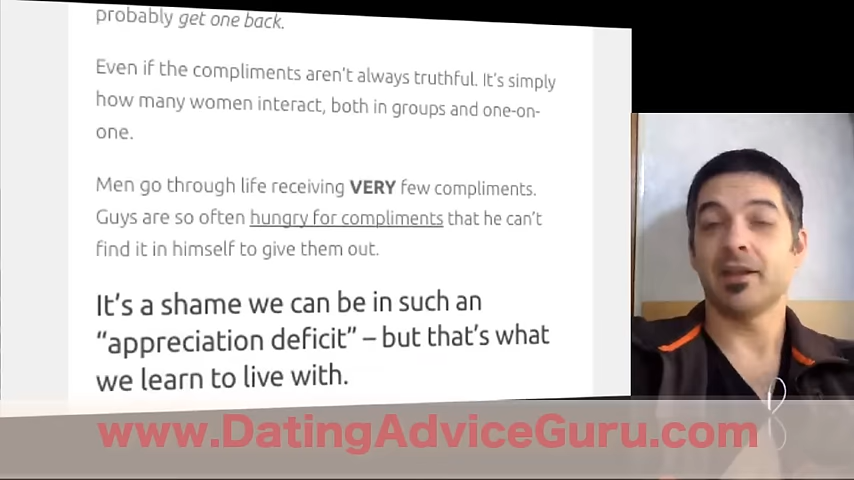 probably get one back.
Even if the compliments aren't always truthful. It's simply
how many women interact, both in groups and one-on-
one.
Men go through life receiving VERY few compliments.
Guys are so often hungry for compliments that he can't
find it in himself to give them out.
It's a shame we can be in such an
“appreciation deficit” – but that's what
we learn to live with.
www.DatingAdviceGuru.com